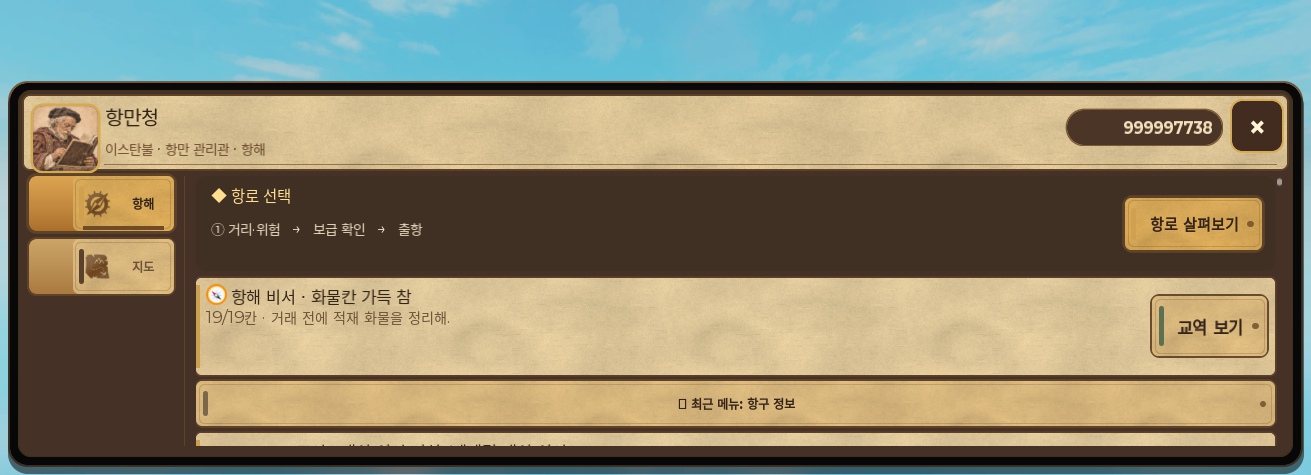 항만청
이스탄불 · 항만 관리관 · 항해
999997738
항해
지도
◆ 항로 선택
① 거리·위험 → 보급 확인 → 출항
항로 살펴보기
항해 비서 · 화물칸 가득 참
19/19칸 · 거래 전에 적재 화물을 정리해.
교역 보기
최근 메뉴: 항구 정보